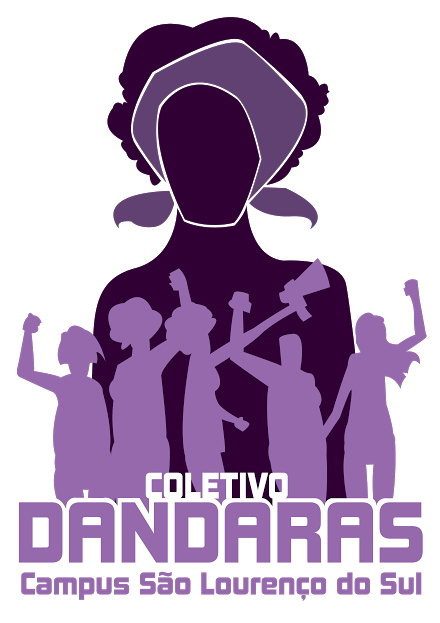 COLETIVO
DANDARAS
Campus São Lourenço do Sul